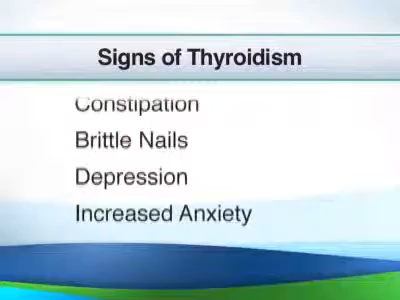 Signs of Thyroidism
Constipation
Brittle Nails
Depression
Increased Anxiety